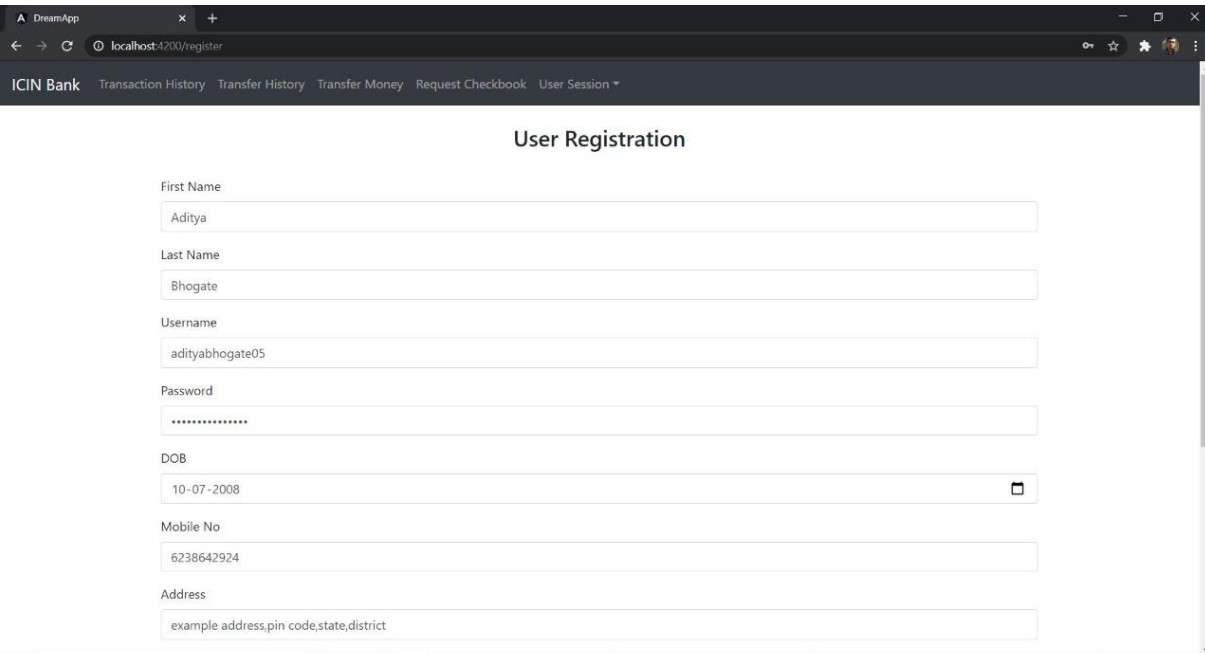 DreamApp
localhost:4200/register
ICIN Bank Transaction History Transfer History Transfer Money Request Checkbook User Session
User Registration
First Name
Aditya
Last Name
Bhogate
Username
adityabhogate05
Password
•••••••••••••••
DOB
10-07-2008
Mobile No
6238642924
Address
example address,pin code,state,district